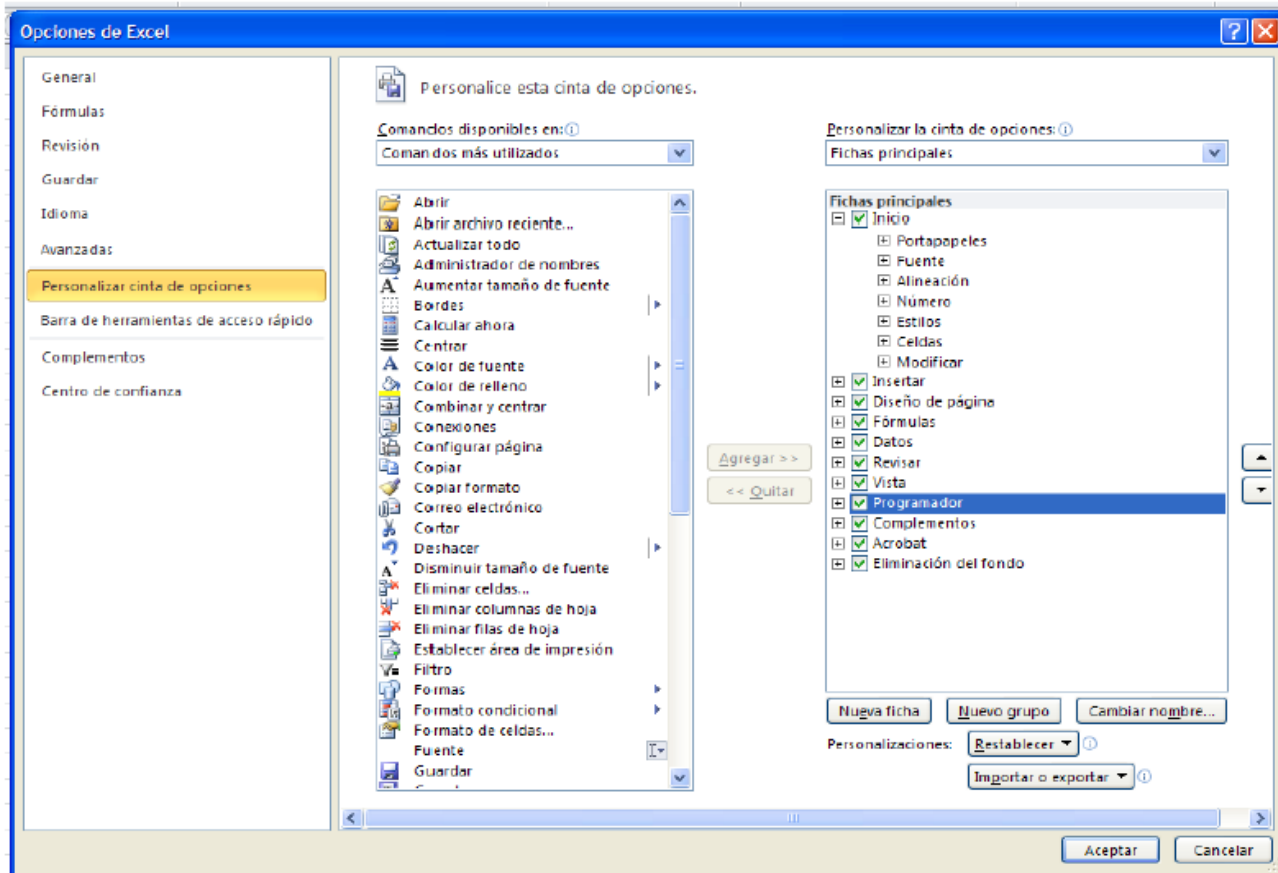 Opciones de Excel
General
Fórmulas
Revisión
Guardar
Idioma
Avanzadas
Personalizar cinta de opciones
Barra de herramientas de acceso rápido
Complementos
Centro de confianza
Personalice esta cinta de opciones.
Comandos disponibles en:
Comandos más utilizados
Abrir
Abrir archivo reciente...
Actualizar todo
Administrador de nombres
Aumentar tamaño de fuente
Bordes
Calcular ahora
Centrar
Color de fuente
Color de relleno
Combinar y centrar
Conexiones
Configurar página
Copiar
Copiar formato
Correo electrónico
Cortar
Deshacer
Disminuir tamaño de fuente
Eliminar celdas...
Eliminar columnas de hoja
Eliminar filas de hoja
Establecer área de impresión
Filtro
Formas
Formato condicional
Formato de celdas...
Fuente
Guardar
Agregar >>
<< Quitar
Personalizar la cinta de opciones:
Fichas principales
Fichas principales
Inicio
Portapapeles
Fuente
Alineación
Número
Estilos
Celdas
Modificar
Insertar
Diseño de página
Fórmulas
Datos
Revisar
Vista
Programador
Complementos
Acrobat
Eliminación del fondo
Nueva ficha Nuevo grupo Cambiar nombre...
Personalizaciones: Restablecer
Importar o exportar
Aceptar Cancelar